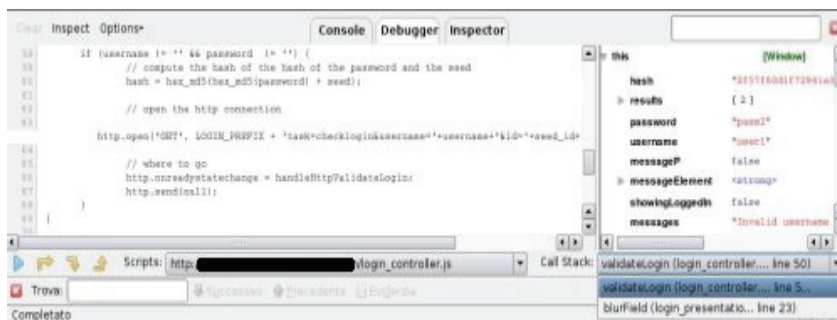 Clear Inspect Options
Console Debugger Inspector
if (username != '' && password != '') {
// compute the hash of the hash of the password and the seed
hash = hex_md5(hex_md5(password) + seed);
// open the http connection
http.open('GET', LOGIN_PREFIX + 'task=checklogin&username='+username+'&id='+seed_id+
// where to go
http.onreadystatechange = handleHttpValidateLogin;
http.send(null);
}
}
this [Window]
hash
results { 2 }
password "pass2"
username "user1"
messageP false
messageElement <strong>
showingLoggedIn false
messages "Invalid username
Scripts: http: login_controller.js
Call Stack: validateLogin (login_controller.... line 50)
validateLogin (login_controller.... line 5...
blurField (login_presentatio... line 23)
Trova: Successivo Precedente Evidenzia
Completato